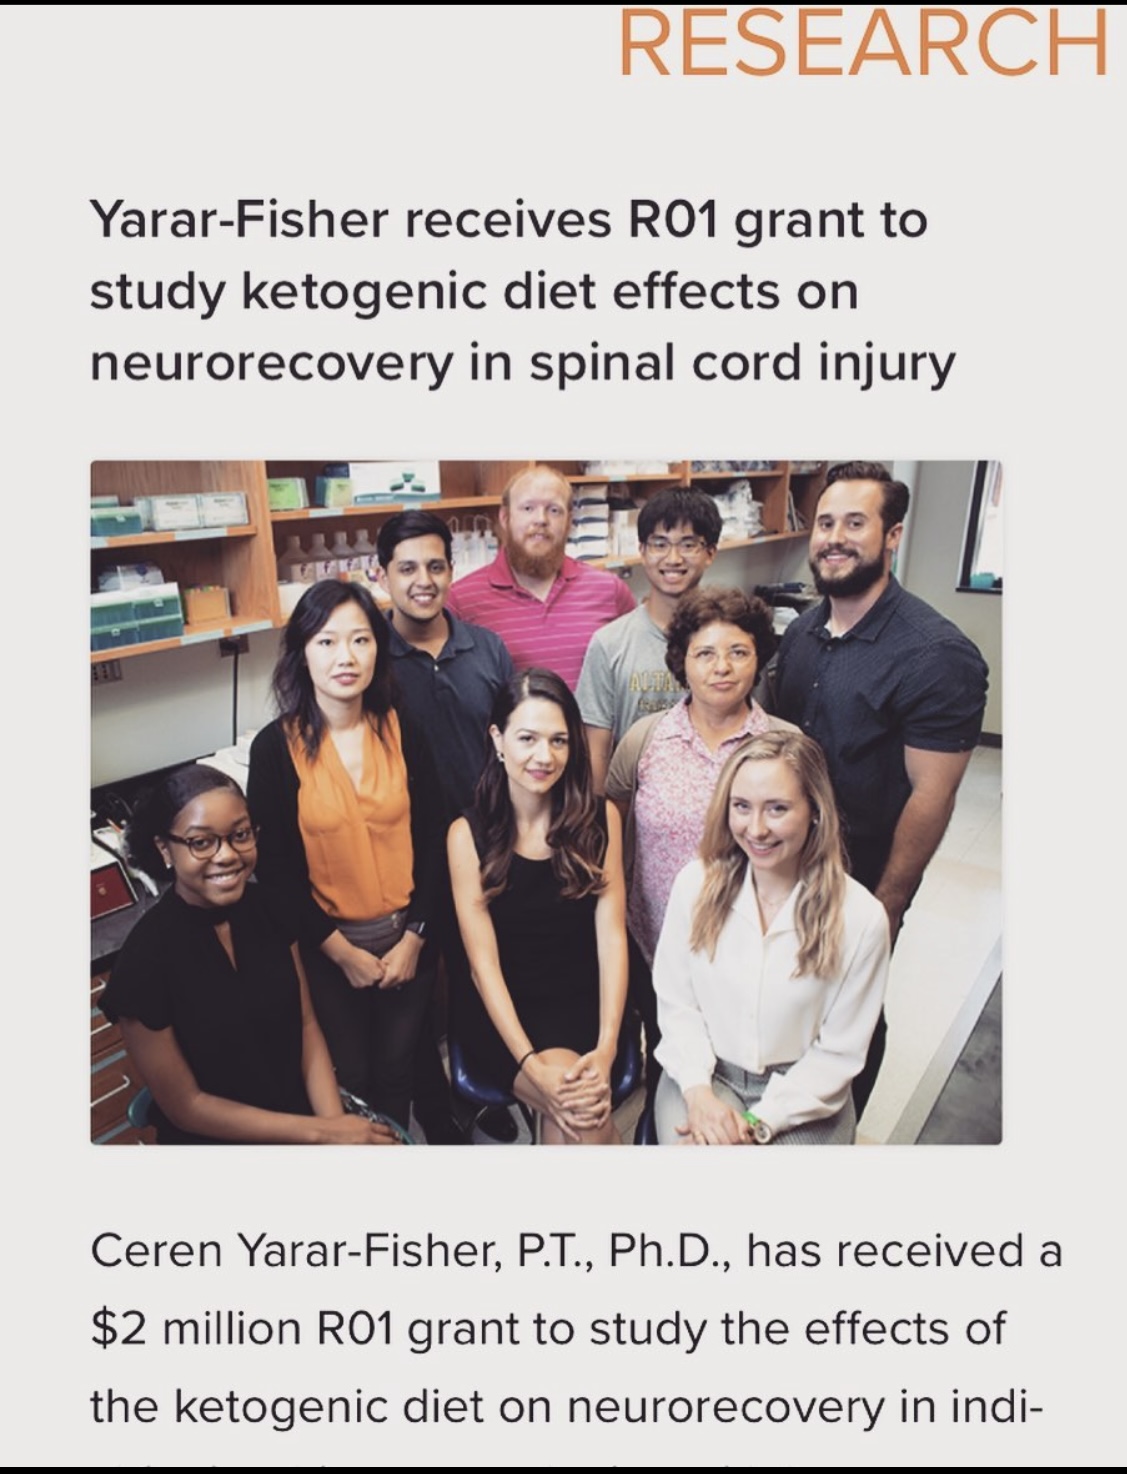 RESEARCH
Yarar-Fisher receives R01 grant to
study ketogenic diet effects on
neurorecovery in spinal cord injury
Ceren Yarar-Fisher, P.T., Ph.D., has received a
$2 million R01 grant to study the effects of
the ketogenic diet on neurorecovery in indi-